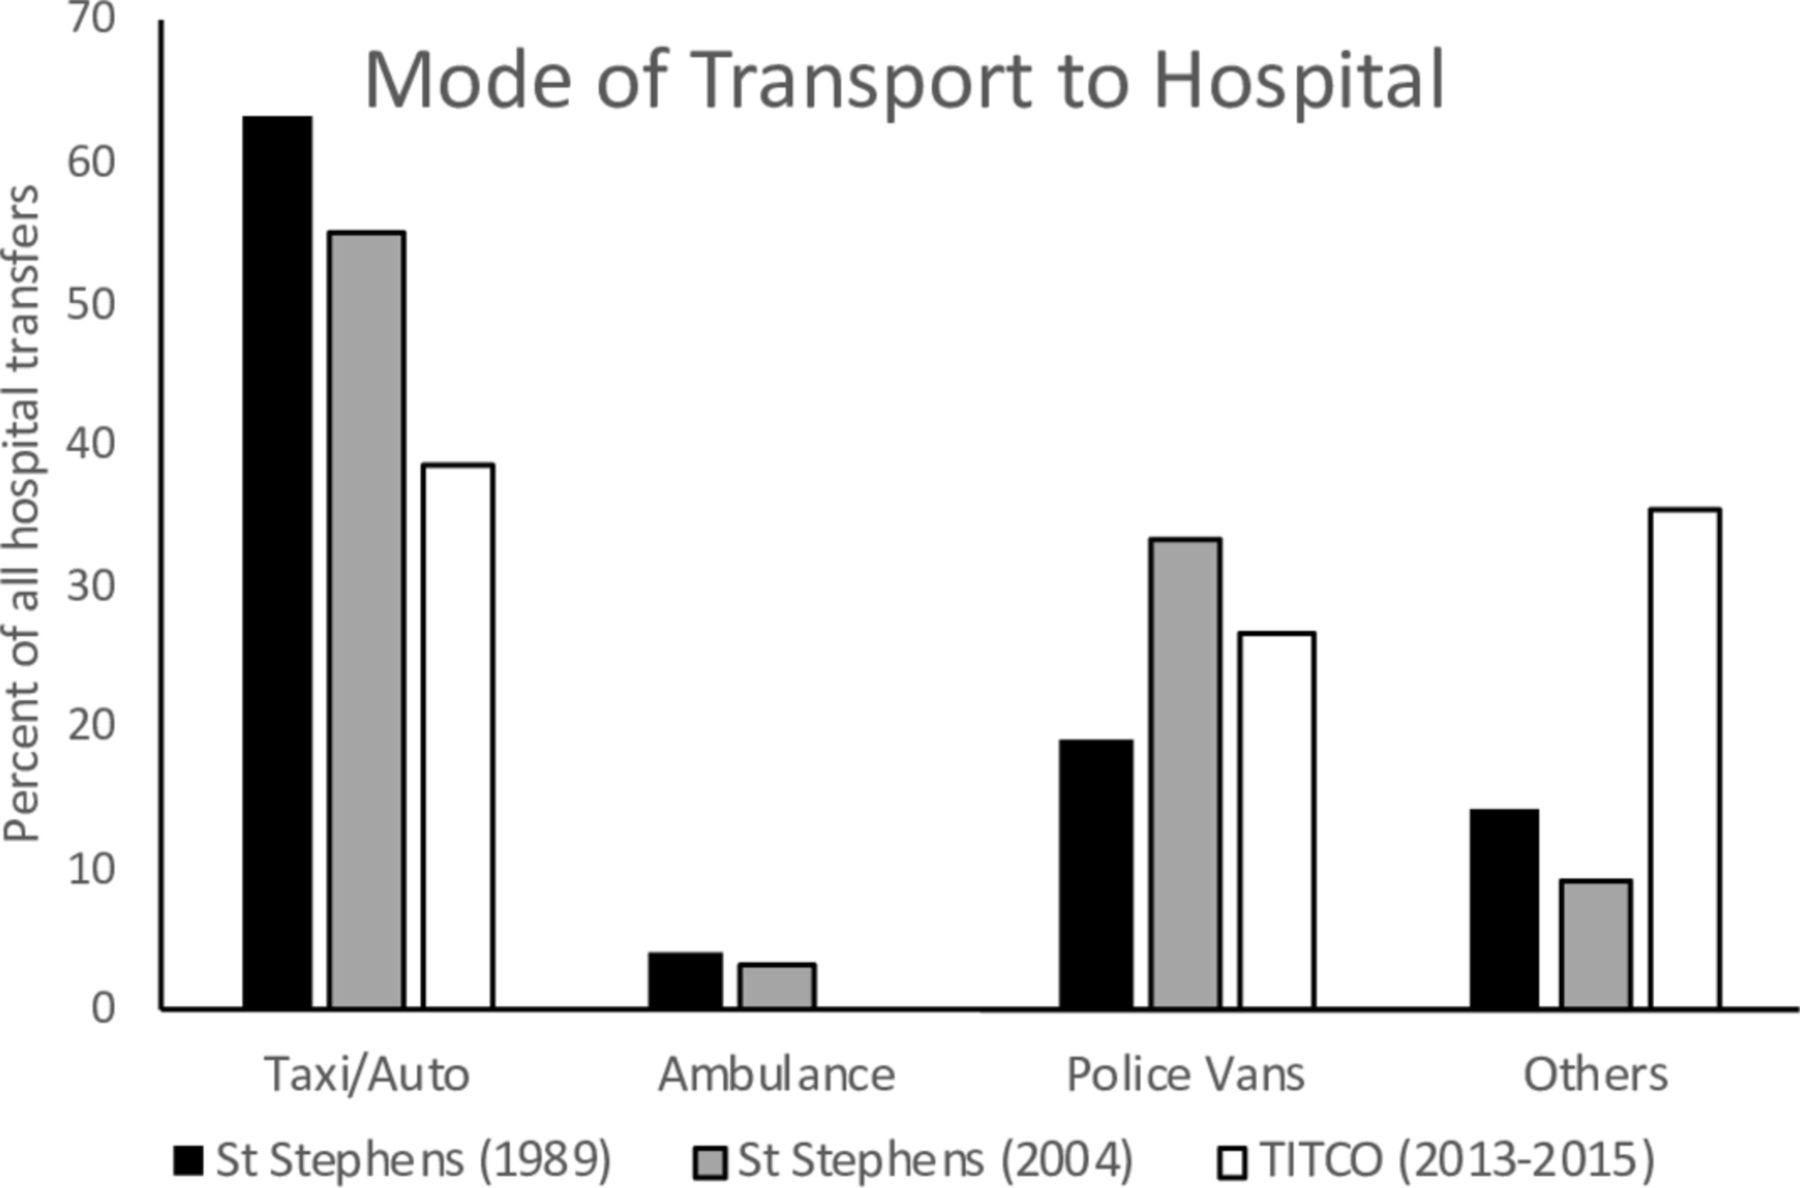 Mode of Transport to Hospital
Percent of all hospital transfers
70
60
50
40
30
20
10
0
Taxi/Auto Ambulance Police Vans Others
St Stephens (1989) St Stephens (2004) TITCO (2013-2015)